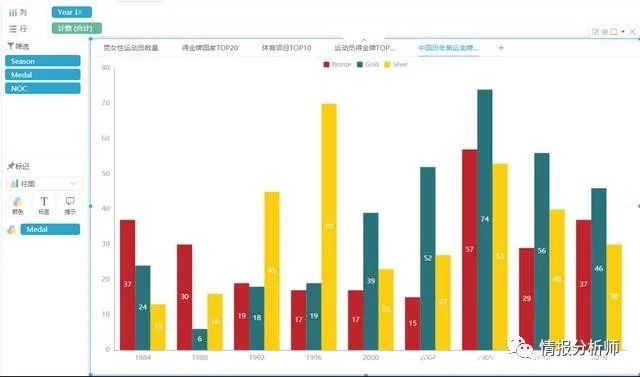 列
Year 1
行
计数 (合计)
筛选
Season
Medal
NOC
标记
柱图
颜色
标签
提示
Medal
男女性运动员数量
得金牌国家TOP20
体育项目TOP10
运动员得金牌TOP...
中国历年奥运奖牌...
+
Bronze Gold Silver
80
70
60
50
40
30
20
10
0
37 24 13
30 6 16
19 18 45
17 19 70
17 39 23
15 52 27
57 74 53
29 56 40
37 46 30
1984 1988 1992 1996 2000 2004
情报分析师